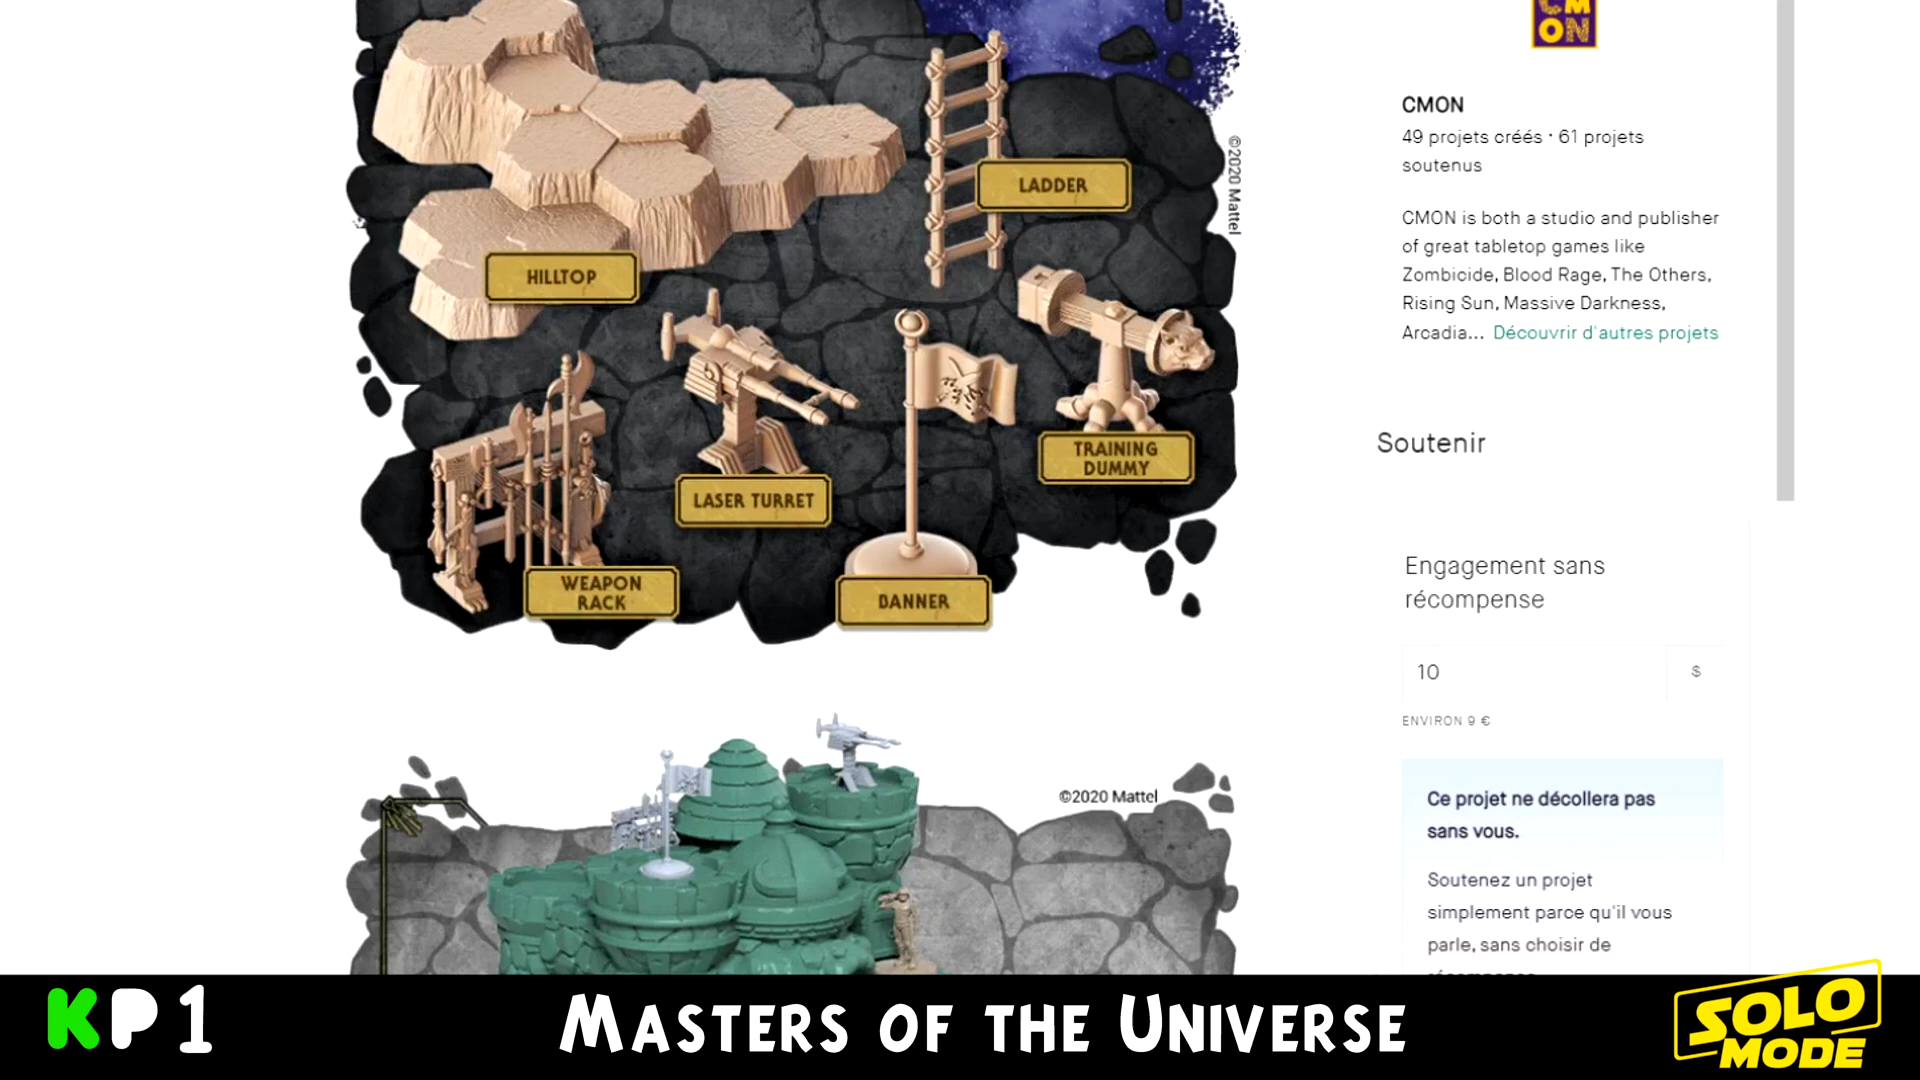 CMON
CMON
49 projets créés · 61 projets
soutenus
CMON is both a studio and publisher
of great tabletop games like
Zombicide, Blood Rage, The Others,
Rising Sun, Massive Darkness,
Arcadia... Découvrir d'autres projets
©2020 Mattel
LADDER
HILLTOP
TRAINING
DUMMY
LASER TURRET
WEAPON
RACK
BANNER
Soutenir
Engagement sans
récompense
10 $
ENVIRON 9 €
©2020 Mattel
Ce projet ne décollera pas
sans vous.
Soutenez un projet
simplement parce qu'il vous
parle, sans choisir de
KP1
MASTERS OF THE UNIVERSE
SOLO
MODE